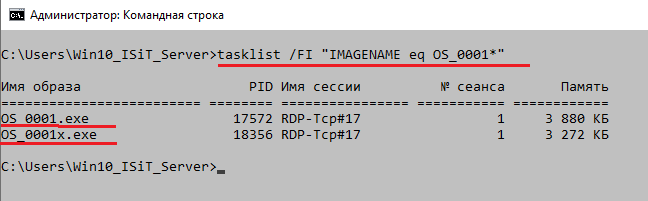 Администратор: Командная строка
C:\Users\Win10_ISiT_Server>tasklist /FI "IMAGENAME eq OS_0001*"
Имя образа                     PID Имя сессии          № сеанса       Память
========================= ======== ================ =========== ============
OS_0001.exe                  17572 RDP-Tcp#17                 1     3 880 КБ
OS_0001x.exe                 18356 RDP-Tcp#17                 1     3 272 КБ
C:\Users\Win10_ISiT_Server>_